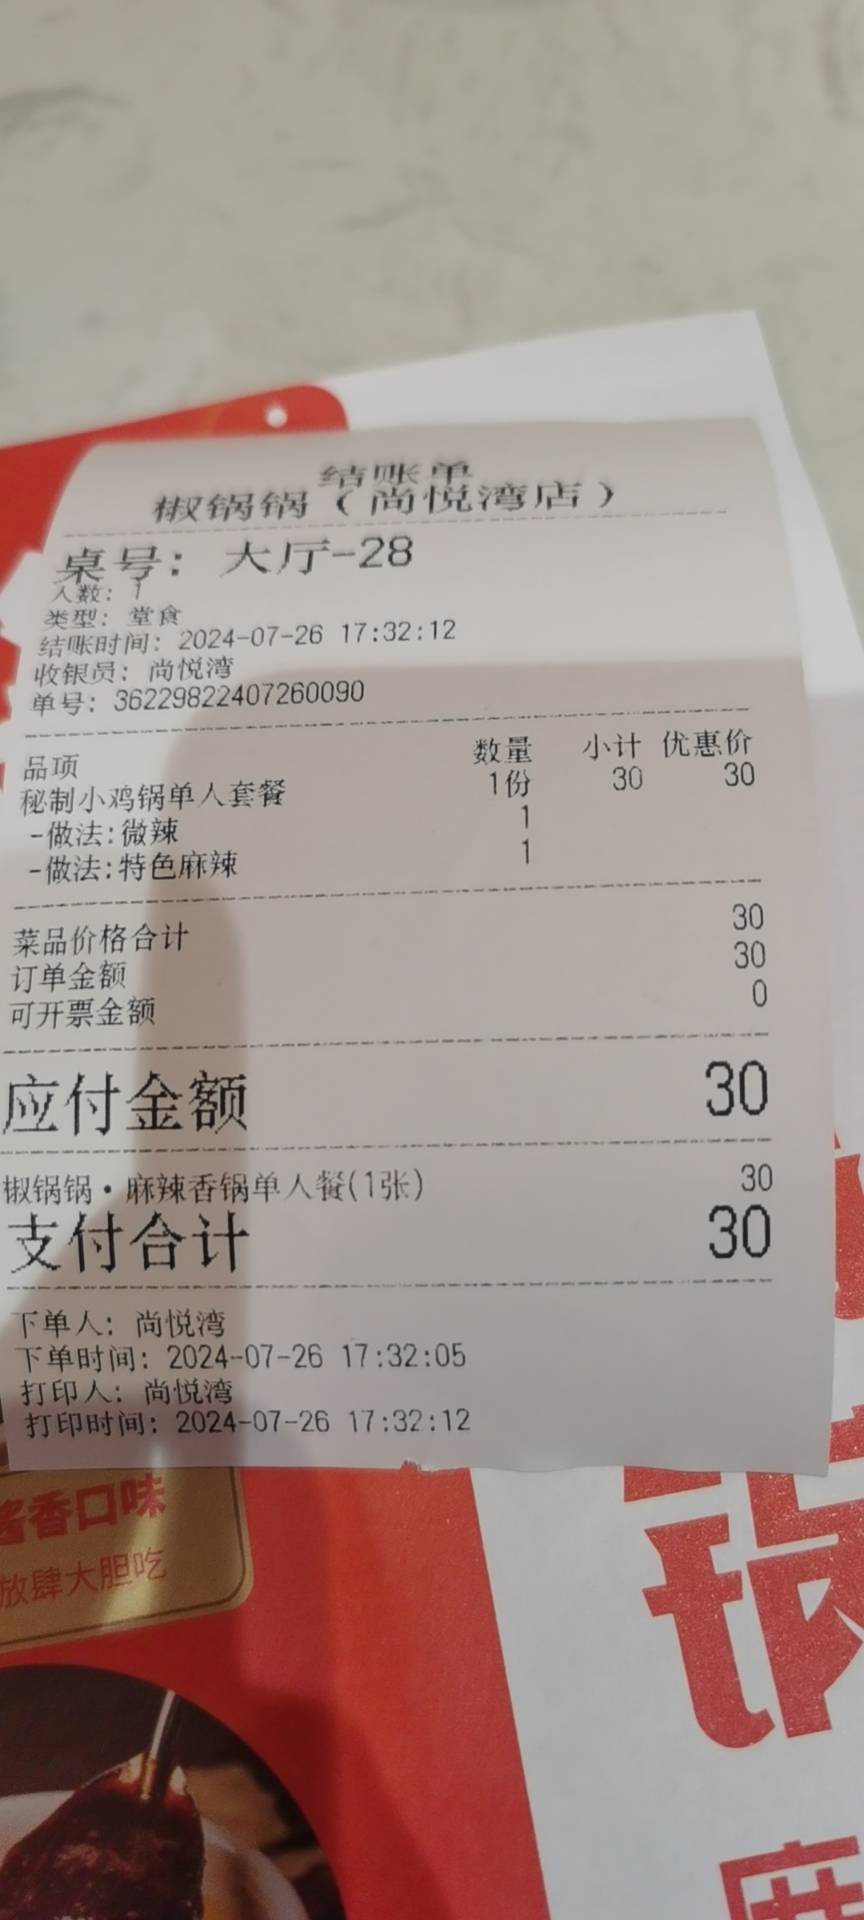 结账单
椒锅锅（尚悦湾店）
桌号：大厅-28
人数：1
类型：堂食
结账时间：2024-07-26 17:32:12
收银员：尚悦湾
单号：36229822407260090
品项 数量 小计 优惠价
秘制小鸡锅单人套餐 1份 30 30
-做法:微辣 1
-做法:特色麻辣 1
菜品价格合计 30
订单金额 30
可开票金额 0
应付金额 30
椒锅锅·麻辣香锅单人餐(1张) 30
支付合计 30
下单人：尚悦湾
下单时间：2024-07-26 17:32:05
打印人：尚悦湾
打印时间：2024-07-26 17:32:12
酱香口味
放肆大胆吃
麻